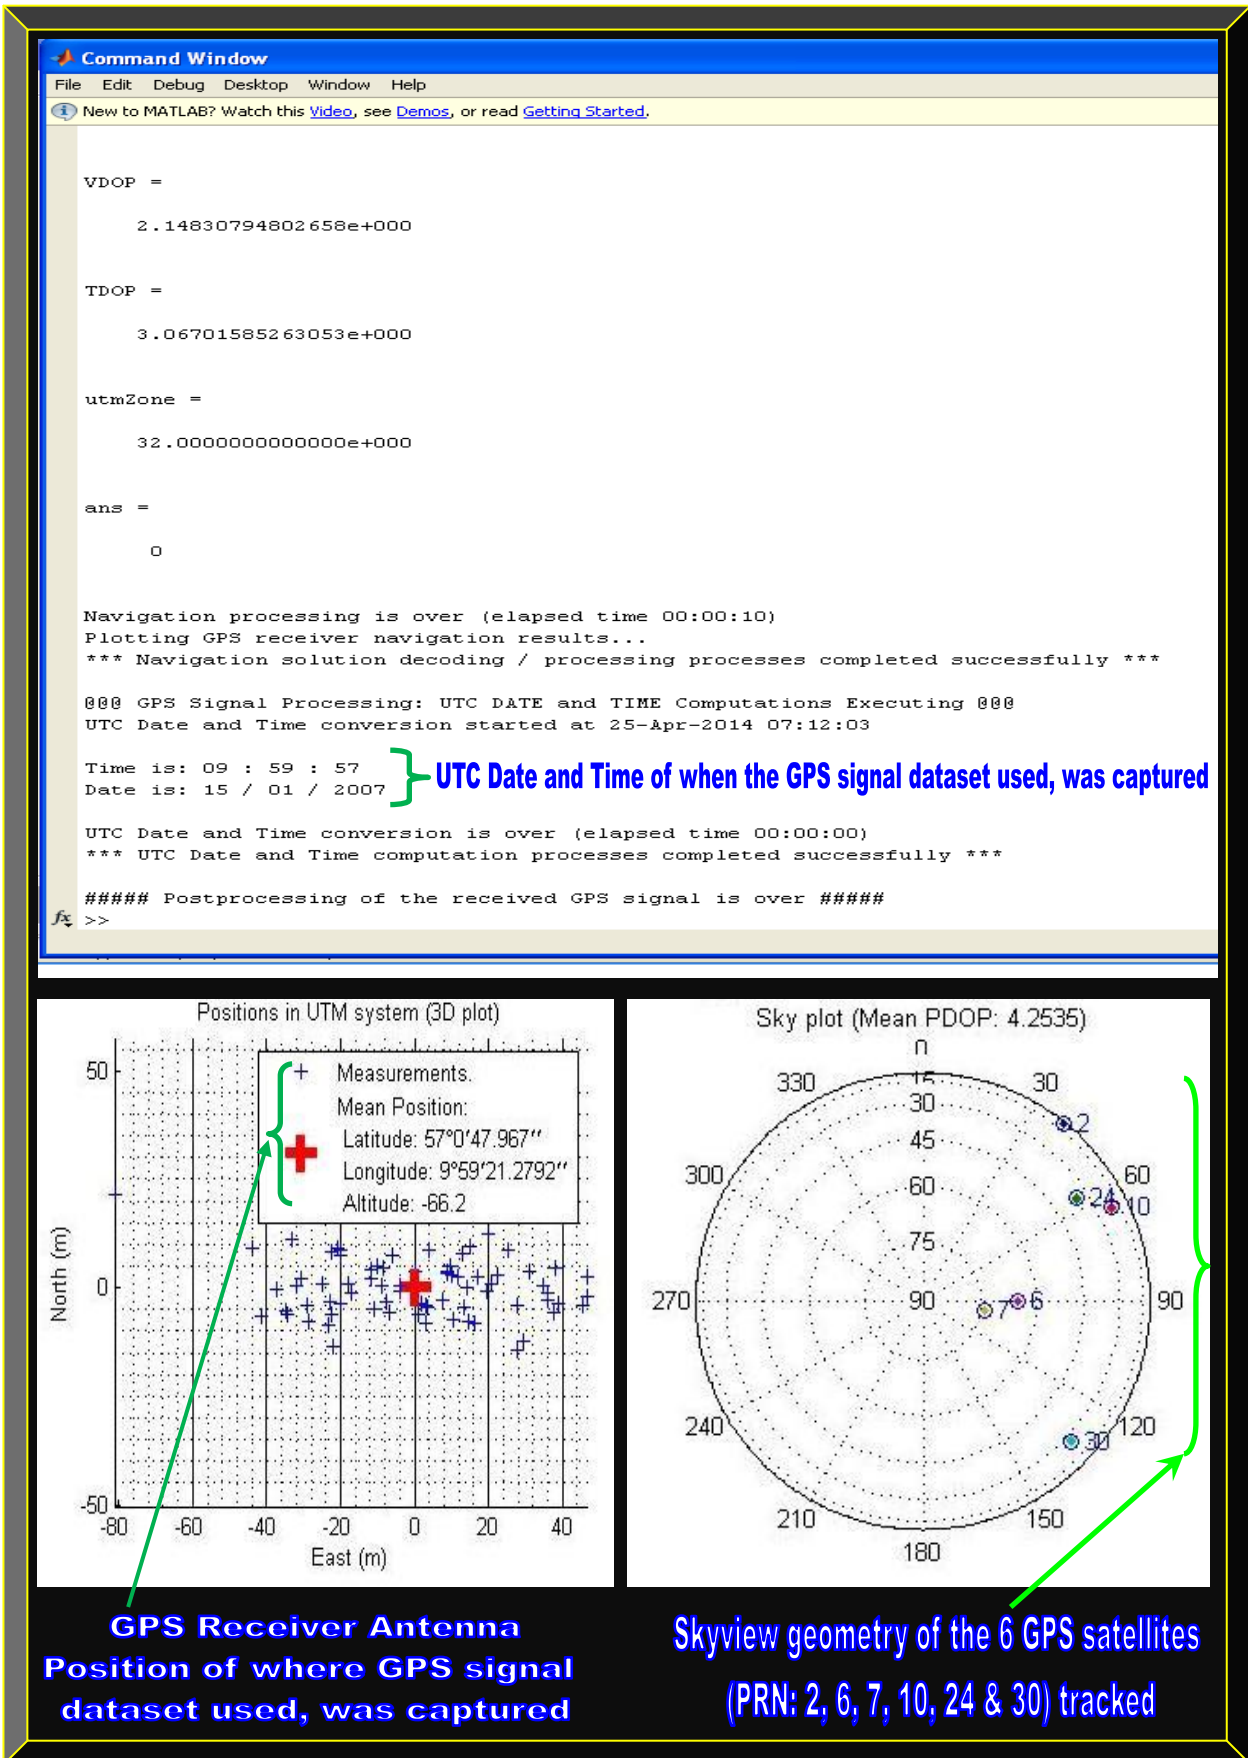 Command Window
File Edit Debug Desktop Window Help
New to MATLAB? Watch this Video, see Demos, or read Getting Started.
VDOP =
2.14830794802658e+000
TDOP =
3.06701585263053e+000
utmZone =
32.0000000000000e+000
ans =
0
Navigation processing is over (elapsed time 00:00:10)
Plotting GPS receiver navigation results...
*** Navigation solution decoding / processing processes completed successfully ***
@@@ GPS Signal Processing: UTC DATE and TIME Computations Executing @@@
UTC Date and Time conversion started at 25-Apr-2014 07:12:03
Time is: 09 : 59 : 57
Date is: 15 / 01 / 2007
UTC Date and Time of when the GPS signal dataset used, was captured
UTC Date and Time conversion is over (elapsed time 00:00:00)
*** UTC Date and Time computation processes completed successfully ***
##### Postprocessing of the received GPS signal is over #####
fx >>
Positions in UTM system (3D plot)
Measurements.
Mean Position:
Latitude: 57°0'47.967''
Longitude: 9°59'21.2792''
Altitude: -66.2
50
0
-50
North (m)
-80 -60 -40 -20 0 20 40
East (m)
GPS Receiver Antenna
Position of where GPS signal
dataset used, was captured
Sky plot (Mean PDOP: 4.2535)
0
330 15 30
30
2
45
300 60 60
24 10
75
270 90 7 6 90
240 30 120
210 150
180
Skyview geometry of the 6 GPS satellites
(PRN: 2, 6, 7, 10, 24 & 30) tracked